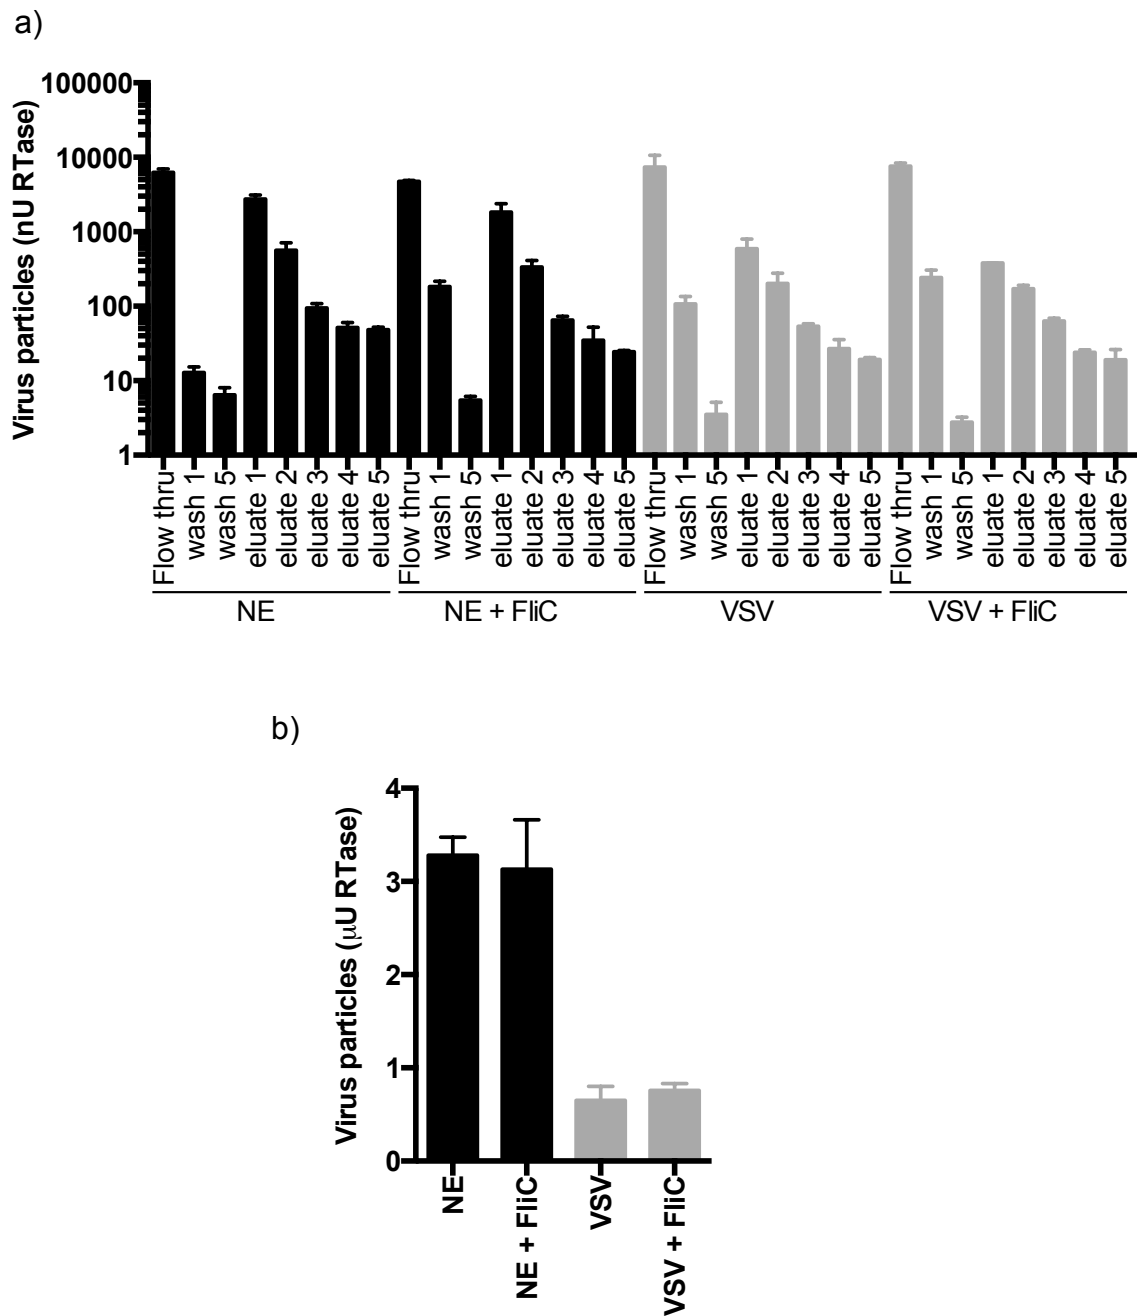 a)
Virus particles (nU RTase)
100000
10000
1000
100
10
1
Flow thru
wash 1
wash 5
eluate 1
eluate 2
eluate 3
eluate 4
eluate 5
Flow thru
wash 1
wash 5
eluate 1
eluate 2
eluate 3
eluate 4
eluate 5
Flow thru
wash 1
wash 5
eluate 1
eluate 2
eluate 3
eluate 4
eluate 5
Flow thru
wash 1
wash 5
eluate 1
eluate 2
eluate 3
eluate 4
eluate 5
NE
NE + FliC
VSV
VSV + FliC
b)
Virus particles (μU RTase)
4
3
2
1
0
NE
NE + FliC
VSV
VSV + FliC